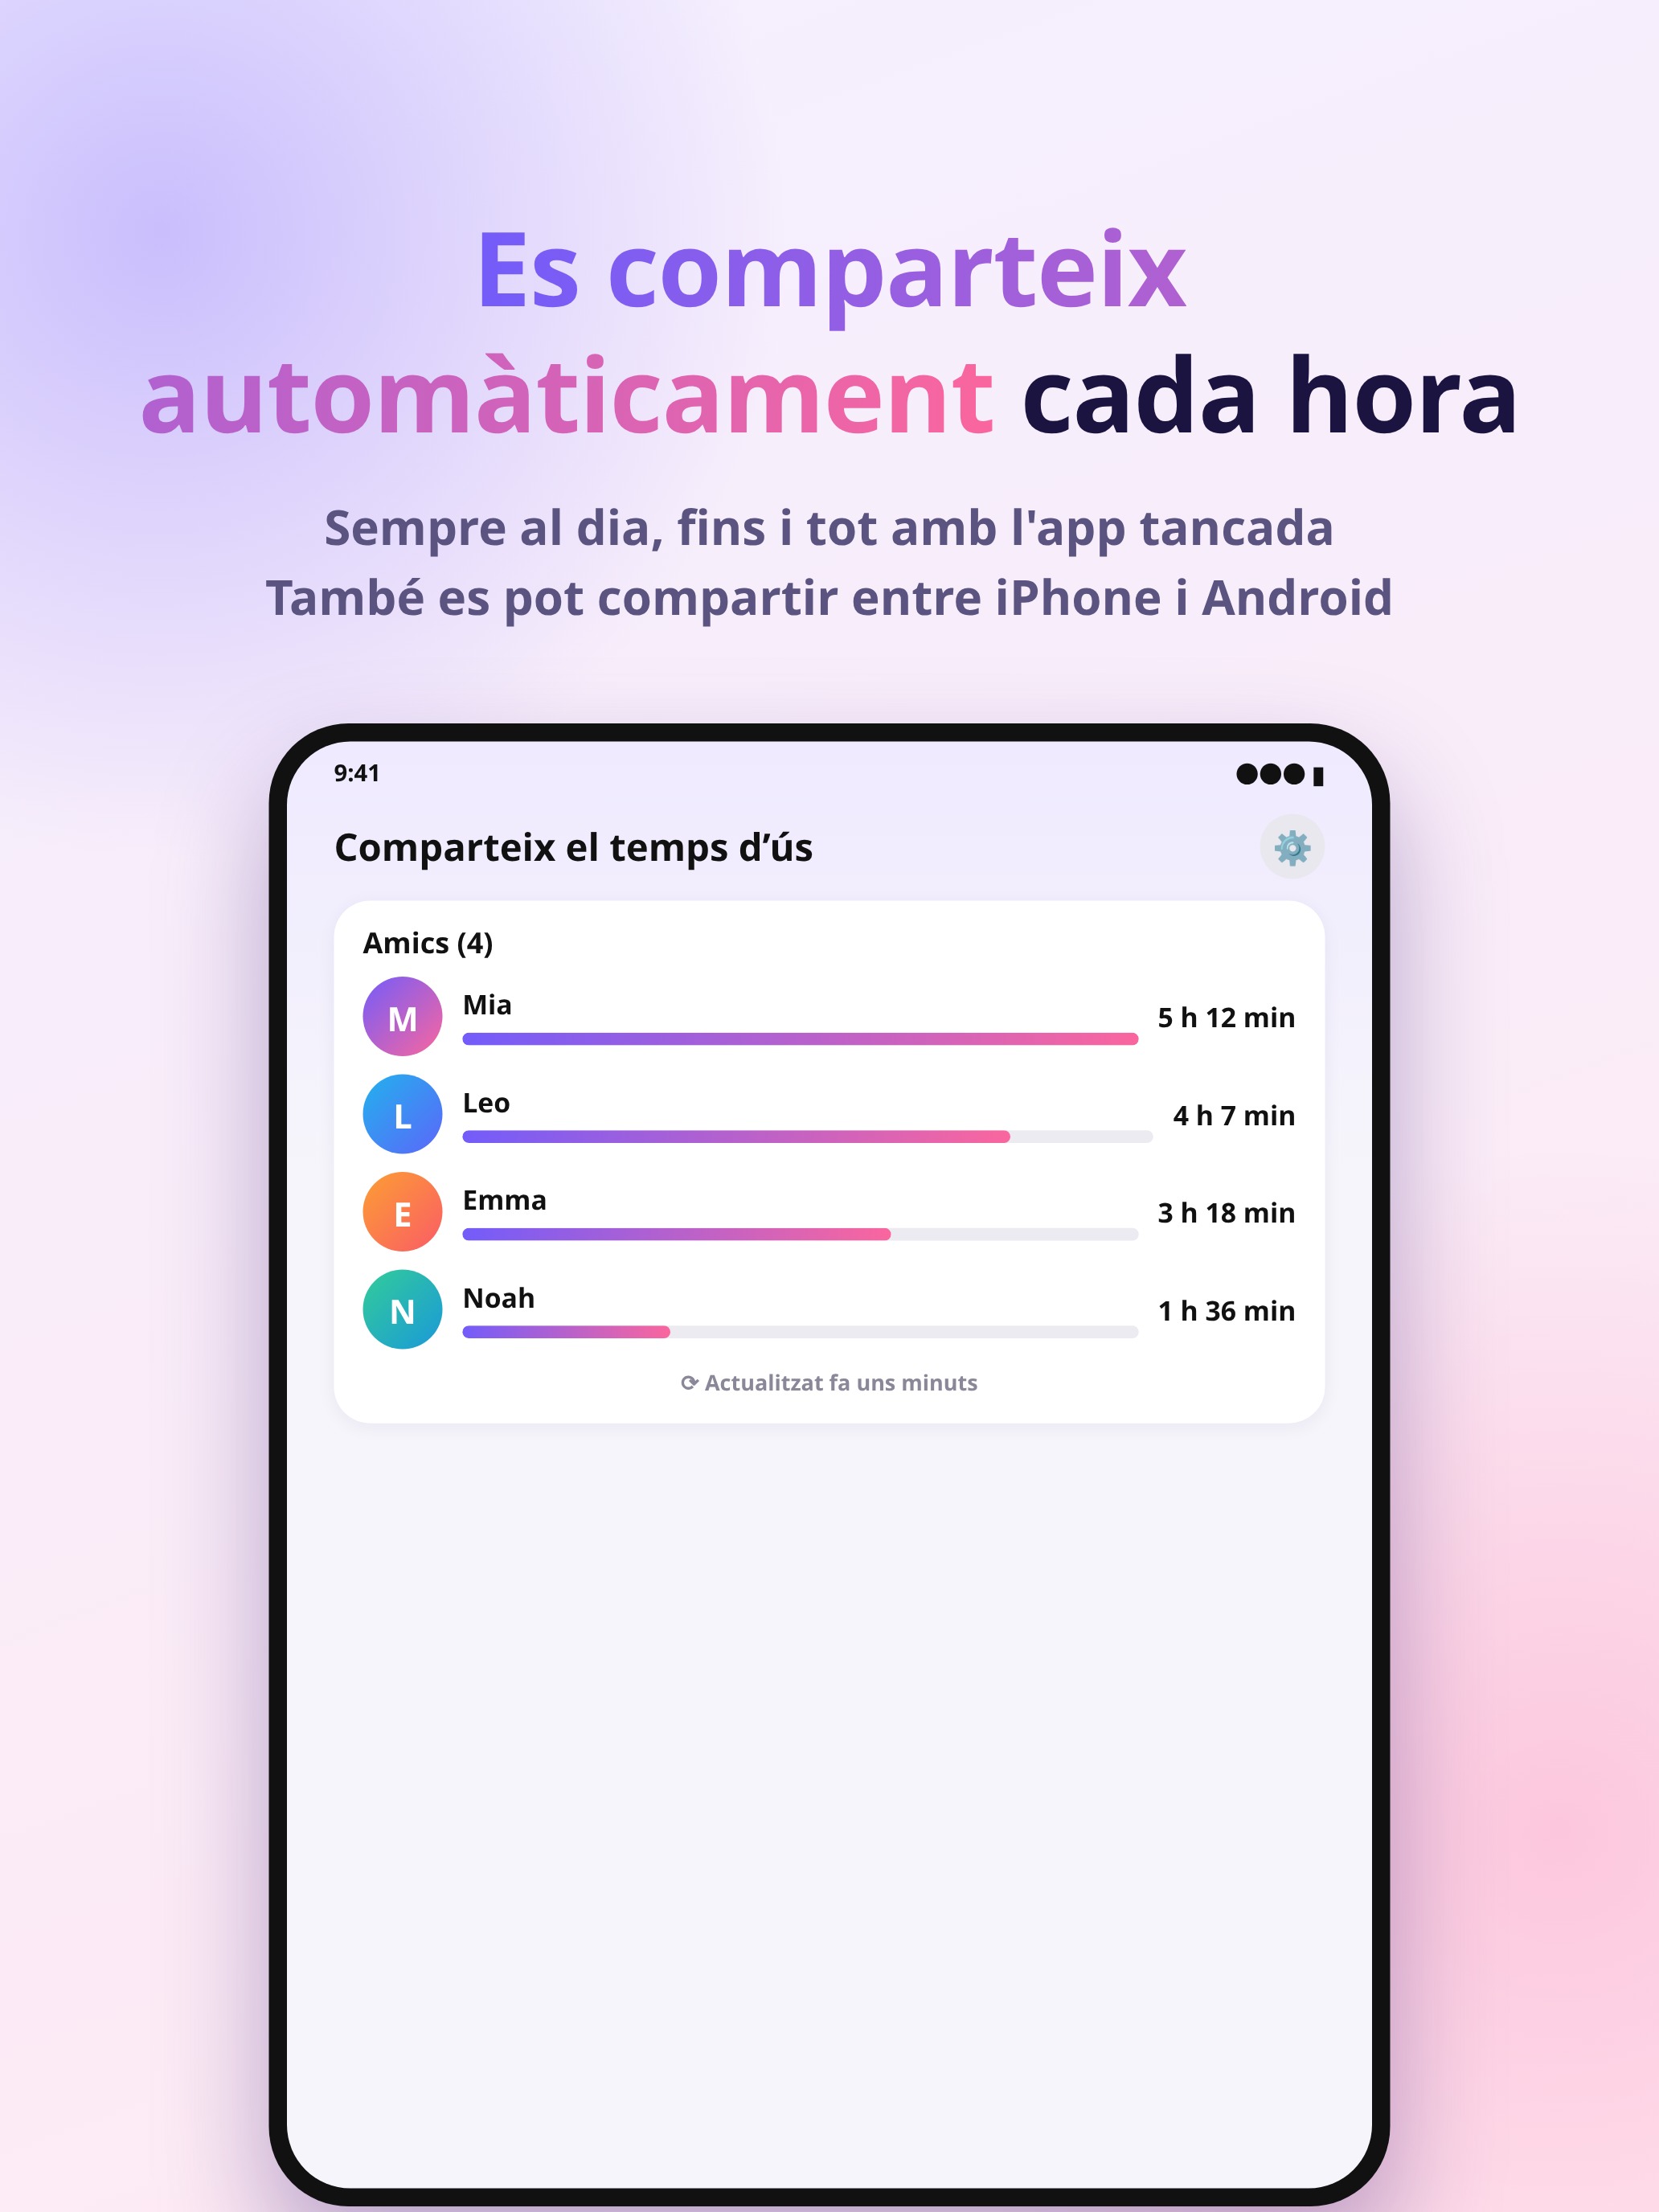 Es comparteix
automàticament cada hora
Sempre al dia, fins i tot amb l'app tancada
També es pot compartir entre iPhone i Android
9:41
Comparteix el temps d’ús
Amics (4)
M
Mia
5 h 12 min
L
Leo
4 h 7 min
E
Emma
3 h 18 min
N
Noah
1 h 36 min
⟳ Actualitzat fa uns minuts